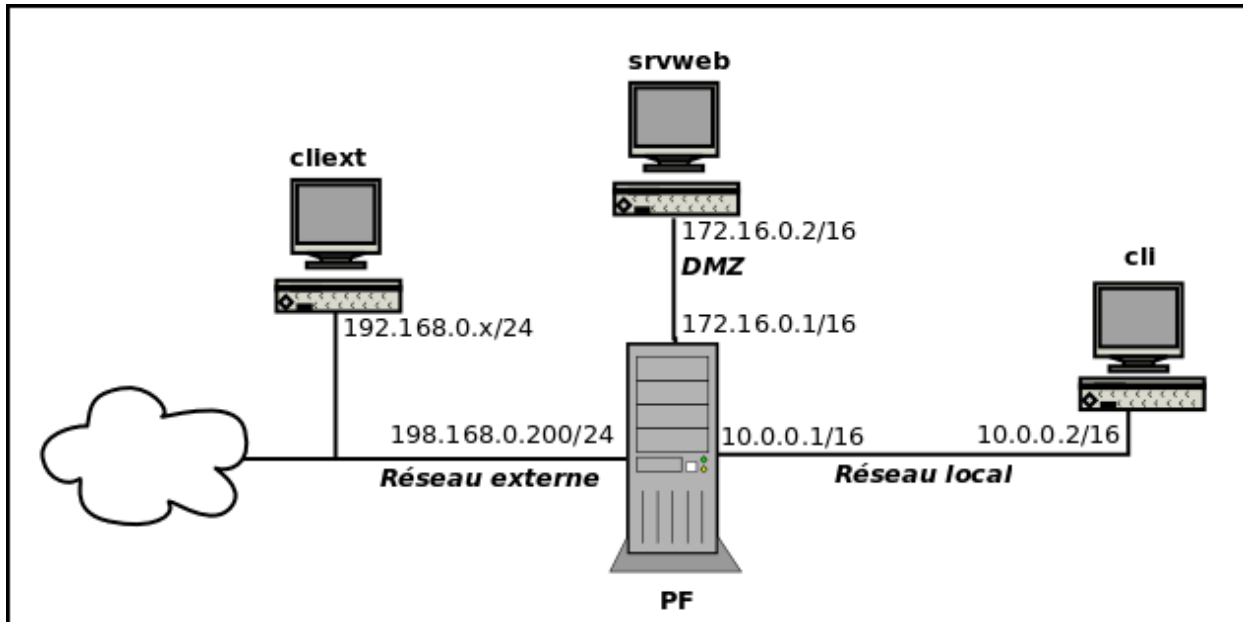 srvweb
cliext
172.16.0.2/16
DMZ
cli
192.168.0.x/24
172.16.0.1/16
198.168.0.200/24
10.0.0.1/16
10.0.0.2/16
Réseau externe
Réseau local
PF